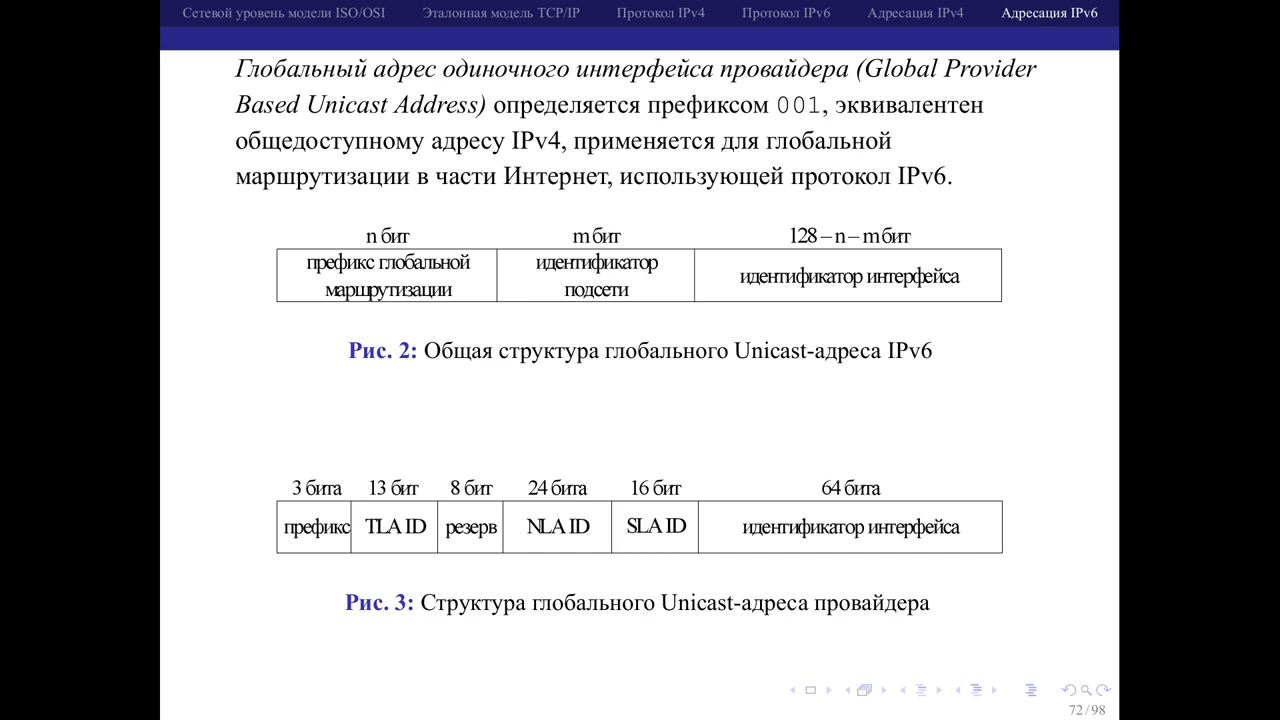 Сетевой уровень модели ISO/OSI Эталонная модель TCP/IP Протокол IPv4 Протокол IPv6 Адресация IPv4 Адресация IPv6
Глобальный адрес одиночного интерфейса провайдера (Global Provider
Based Unicast Address) определяется префиксом 001, эквивалентен
общедоступному адресу IPv4, применяется для глобальной
маршрутизации в части Интернет, использующей протокол IPv6.
n бит m бит 128 – n – m бит
префикс глобальной маршрутизации идентификатор подсети идентификатор интерфейса
Рис. 2: Общая структура глобального Unicast-адреса IPv6
3 бита 13 бит 8 бит 24 бита 16 бит 64 бита
префикс TLA ID резерв NLA ID SLA ID идентификатор интерфейса
Рис. 3: Структура глобального Unicast-адреса провайдера
72 / 98